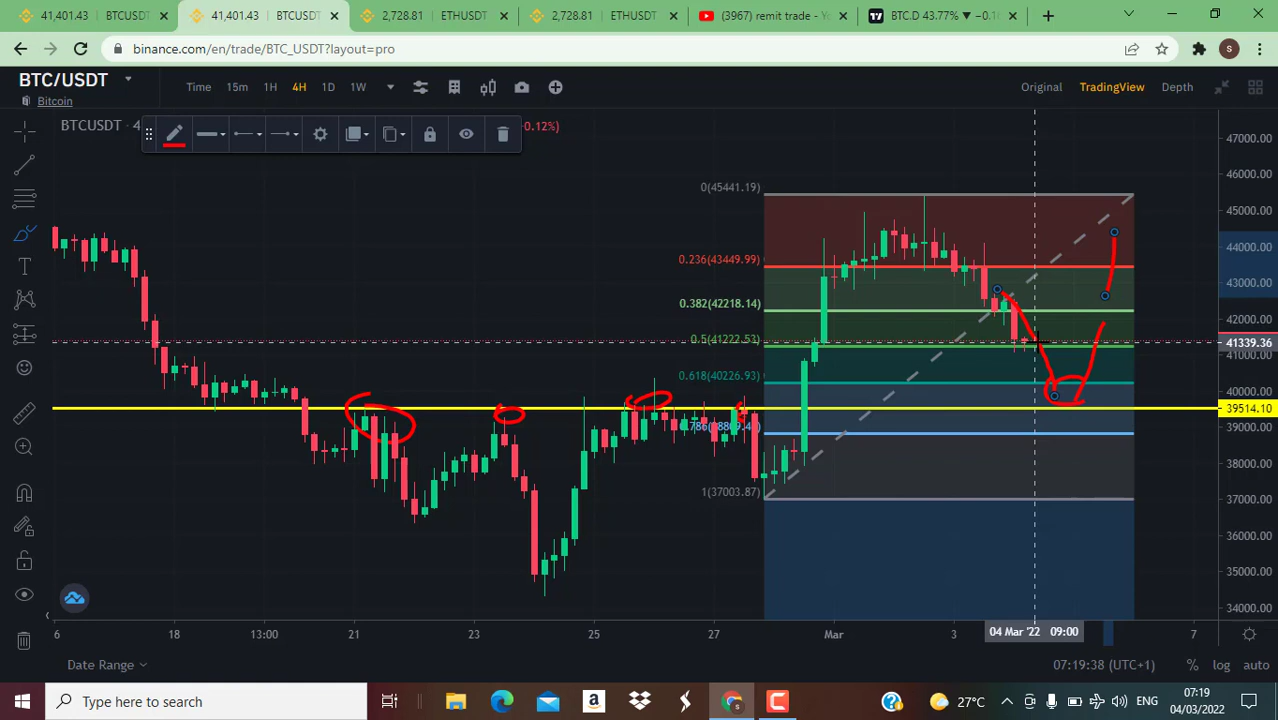 41,401.43 | BTCUSDT
41,401.43 | BTCUSDT
2,728.81 | ETHUSDT
2,728.81 | ETHUSDT
(3967) remit trade - Yo
BTC.D 43.77% ▼ −0.1
binance.com/en/trade/BTC_USDT?layout=pro
S
BTC/USDT
Bitcoin
Time 15m 1H 4H 1D 1W
Original TradingView Depth
BTCUSDT 4
-0.12%)
47000.00
46000.00
0(45441.19)
45000.00
44000.00
0.236(43449.99)
43000.00
0.382(42218.14)
42000.00
0.5(41222.53)
41339.36
41000.00
0.618(40226.93)
40000.00
39514.10
39000.00
38000.00
1(37003.87)
37000.00
36000.00
35000.00
34000.00
6 18 13:00 21 23 25 27 Mar 3 04 Mar '22 09:00 7
Date Range
07:19:38 (UTC+1) % log auto
Type here to search
27°C
ENG
07:19
04/03/2022